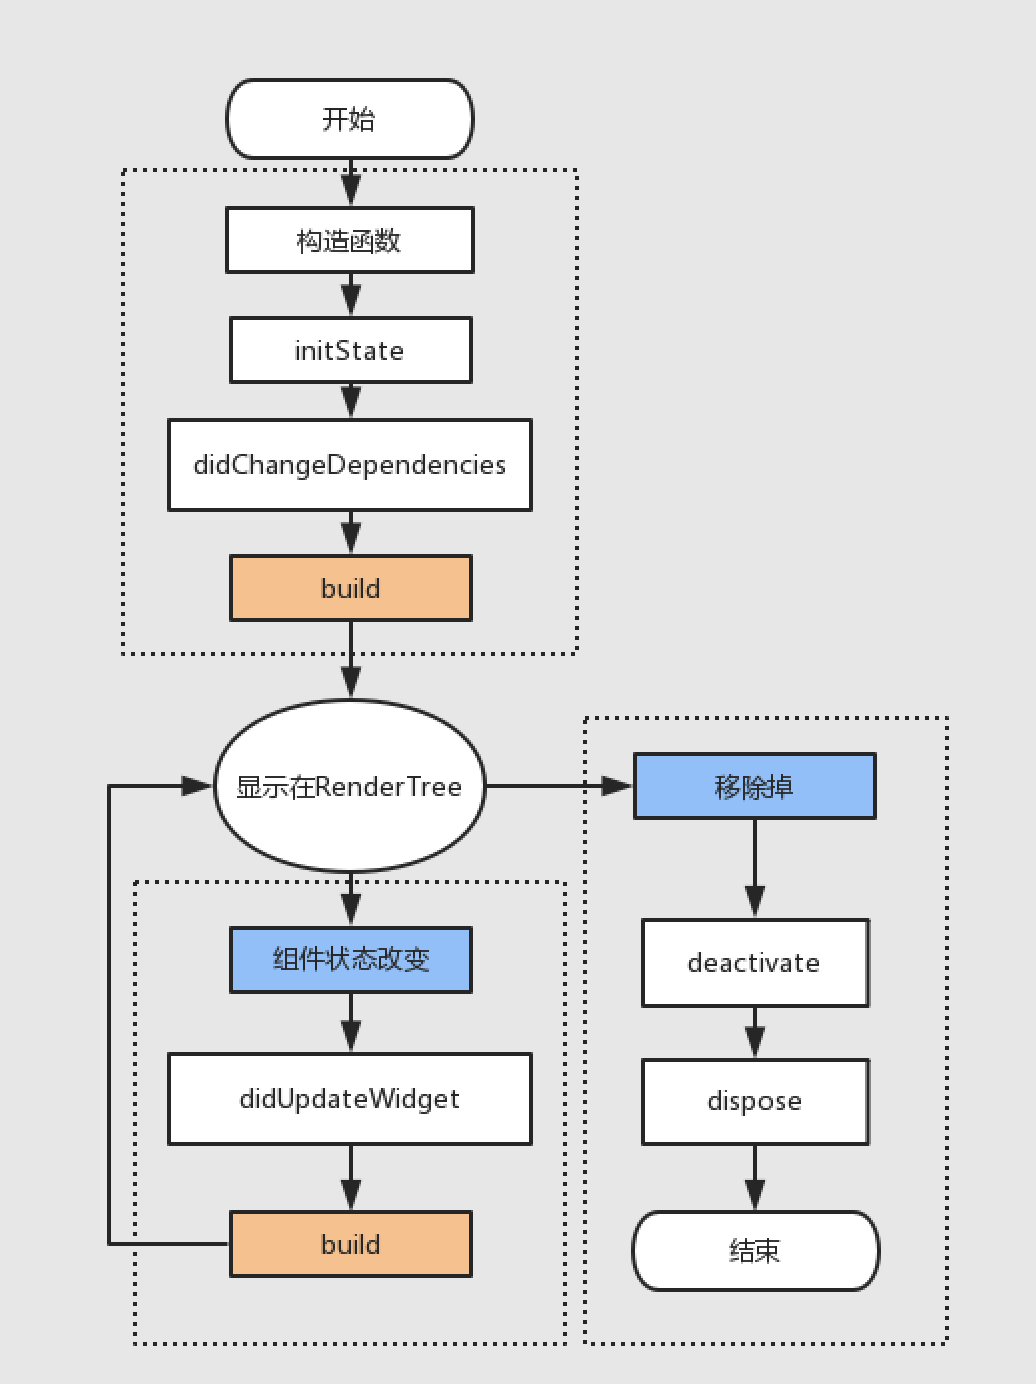 开始
构造函数
initState
didChangeDependencies
build
显示在RenderTree
移除掉
组件状态改变
deactivate
didUpdateWidget
dispose
build
结束